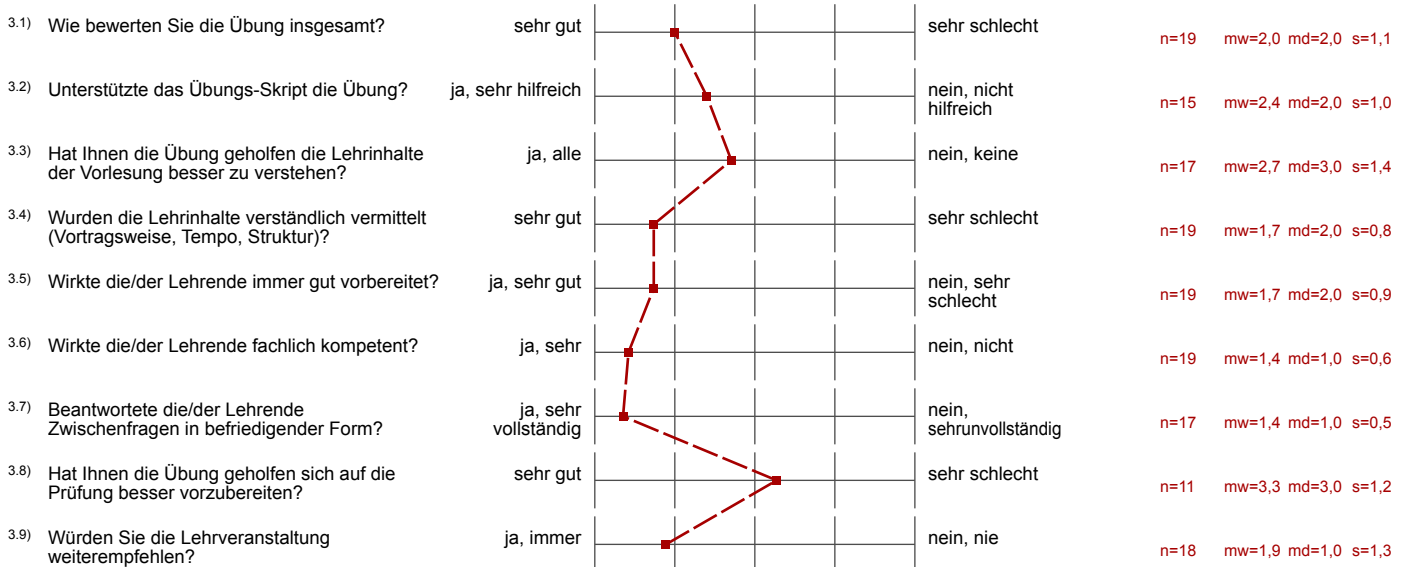 3.1) Wie bewerten Sie die Übung insgesamt? sehr gut sehr schlecht n=19 mw=2,0 md=2,0 s=1,1
3.2) Unterstützte das Übungs-Skript die Übung? ja, sehr hilfreich nein, nicht
hilfreich n=15 mw=2,4 md=2,0 s=1,0
3.3) Hat Ihnen die Übung geholfen die Lehrinhalte ja, alle nein, keine
der Vorlesung besser zu verstehen? n=17 mw=2,7 md=3,0 s=1,4
3.4) Wurden die Lehrinhalte verständlich vermittelt sehr gut sehr schlecht
(Vortragsweise, Tempo, Struktur)? n=19 mw=1,7 md=2,0 s=0,8
3.5) Wirkte die/der Lehrende immer gut vorbereitet? ja, sehr gut nein, sehr
schlecht n=19 mw=1,7 md=2,0 s=0,9
3.6) Wirkte die/der Lehrende fachlich kompetent? ja, sehr nein, nicht n=19 mw=1,4 md=1,0 s=0,6
3.7) Beantwortete die/der Lehrende ja, sehr nein,
Zwischenfragen in befriedigender Form? vollständig sehrunvollständig n=17 mw=1,4 md=1,0 s=0,5
3.8) Hat Ihnen die Übung geholfen sich auf die sehr gut sehr schlecht
Prüfung besser vorzubereiten? n=11 mw=3,3 md=3,0 s=1,2
3.9) Würden Sie die Lehrveranstaltung ja, immer nein, nie
weiterempfehlen? n=18 mw=1,9 md=1,0 s=1,3